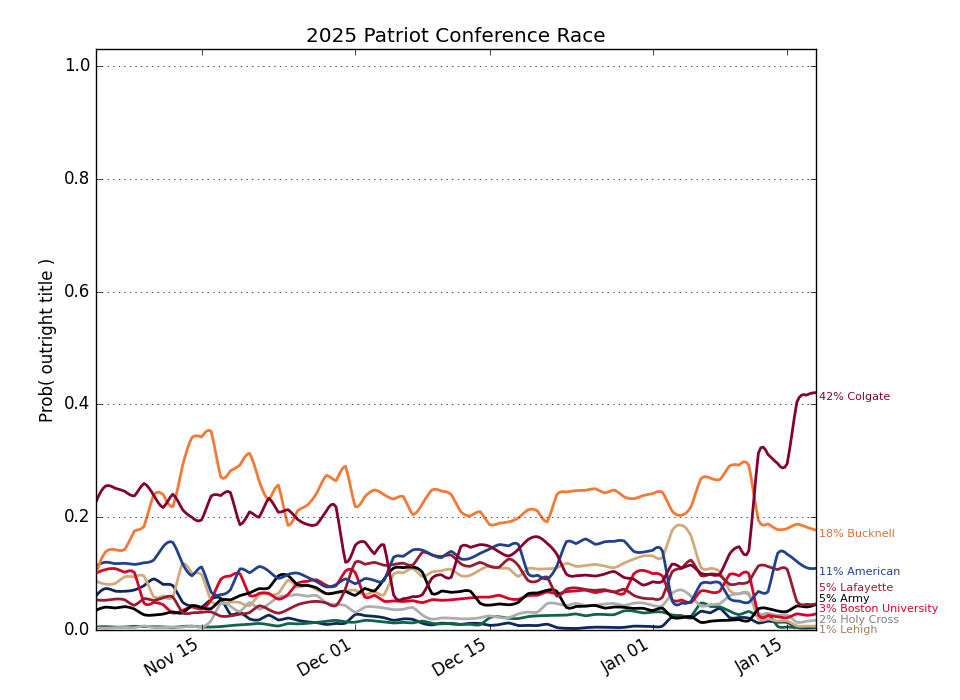 2025 Patriot Conference Race
Prob( outright title )
1.0
0.8
0.6
0.4
0.2
0.0
Nov 15
Dec 01
Dec 15
Jan 01
Jan 15
42% Colgate
18% Bucknell
11% American
5% Lafayette
5% Army
3% Boston University
2% Holy Cross
1% Lehigh